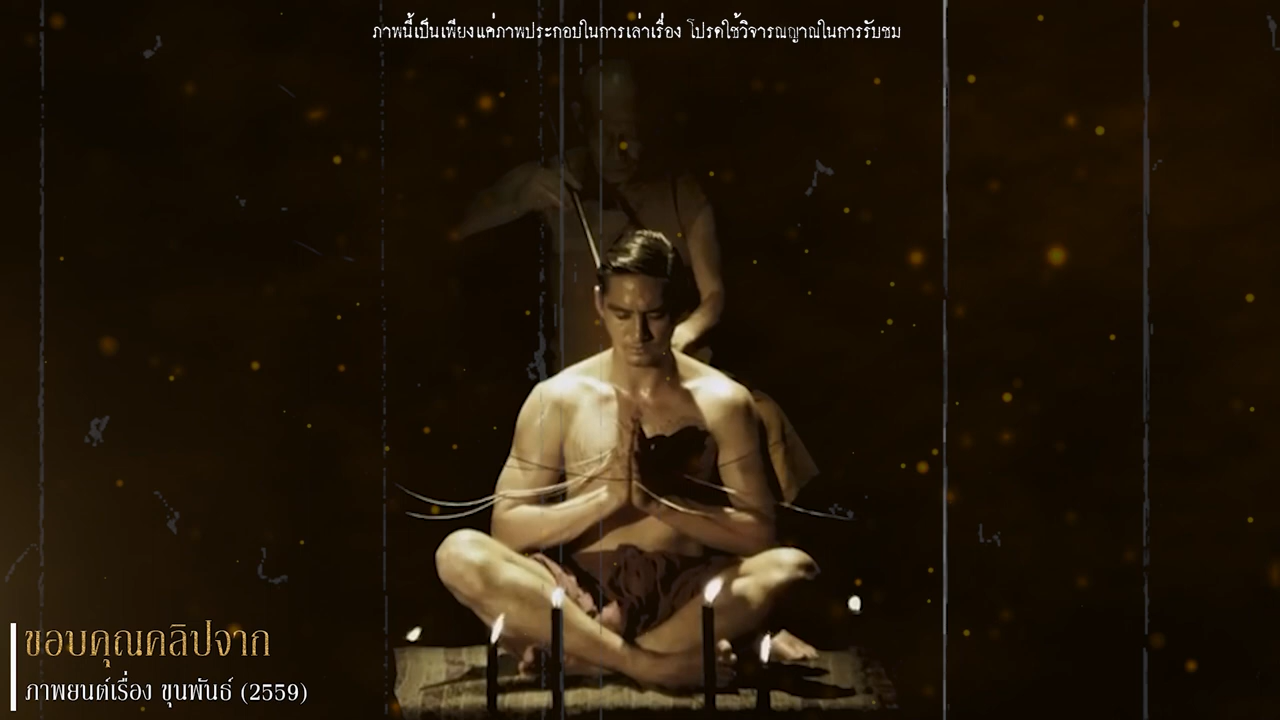 ภาพนี้เป็นเพียงแค่ภาพประกอบในการเล่าเรื่อง โปรดใช้วิจารณญาณในการรับชม
ขอบคุณคลิปจาก
ภาพยนต์เรื่อง ขุนพันธ์ (2559)